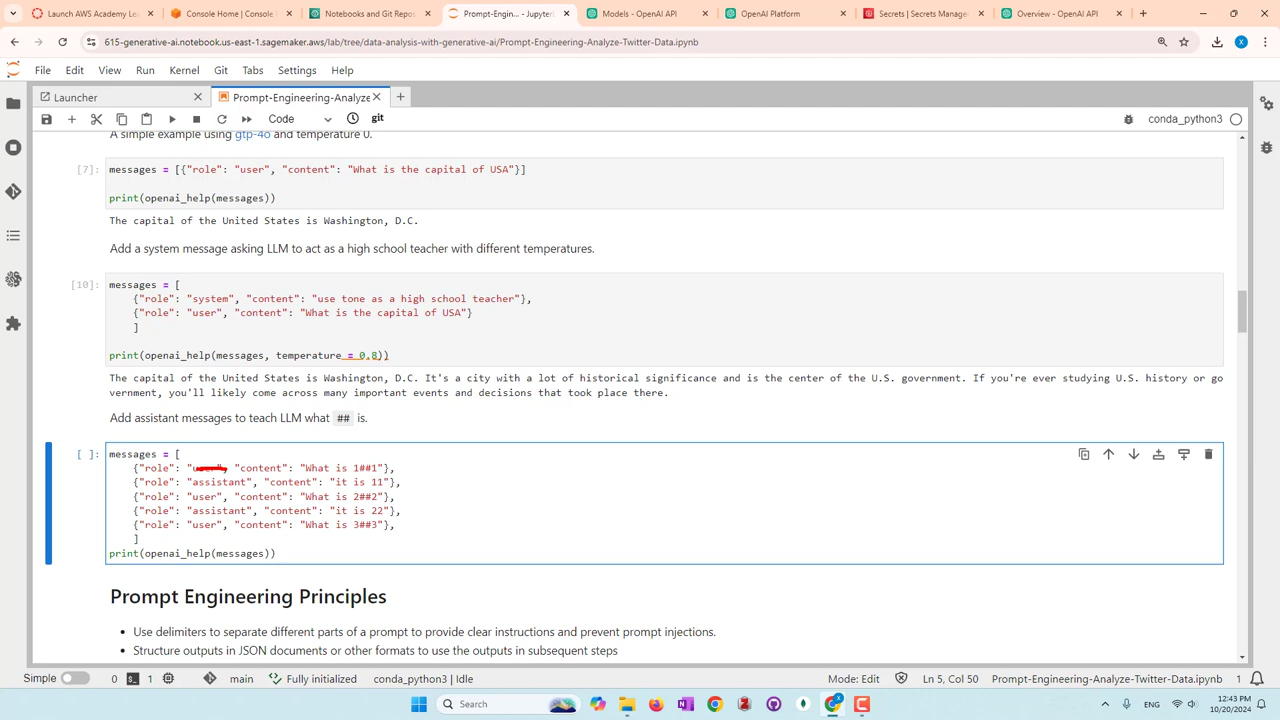 Launch AWS Academy Le
Console Home | Console
Notebooks and Git Repos
Prompt-Engin... - Jupyter
Models - OpenAI API
OpenAI Platform
Secrets | Secrets Manage
Overview - OpenAI API
615-generative-ai.notebook.us-east-1.sagemaker.aws/lab/tree/data-analysis-with-generative-ai/Prompt-Engineering-Analyze-Twitter-Data.ipynb
X
File Edit View Run Kernel Git Tabs Settings Help
Launcher
Prompt-Engineering-Analyze
Code
git
conda_python3
A simple example using gtp-4o and temperature 0.
[7]:
messages = [{"role": "user", "content": "What is the capital of USA"}]
print(openai_help(messages))
The capital of the United States is Washington, D.C.
Add a system message asking LLM to act as a high school teacher with different temperatures.
[10]:
messages = [
{"role": "system", "content": "use tone as a high school teacher"},
{"role": "user", "content": "What is the capital of USA"}
]
print(openai_help(messages, temperature = 0.8))
The capital of the United States is Washington, D.C. It's a city with a lot of historical significance and is the center of the U.S. government. If you're ever studying U.S. history or go
vernment, you'll likely come across many important events and decisions that took place there.
Add assistant messages to teach LLM what ## is.
[ ]:
messages = [
{"role": "user", "content": "What is 1##1"},
{"role": "assistant", "content": "it is 11"},
{"role": "user", "content": "What is 2##2"},
{"role": "assistant", "content": "it is 22"},
{"role": "user", "content": "What is 3##3"},
]
print(openai_help(messages))
Prompt Engineering Principles
• Use delimiters to separate different parts of a prompt to provide clear instructions and prevent prompt injections.
• Structure outputs in JSON documents or other formats to use the outputs in subsequent steps
Simple 0 1 main Fully initialized conda_python3 | Idle Mode: Edit Ln 5, Col 50 Prompt-Engineering-Analyze-Twitter-Data.ipynb 1
Search
ENG
12:43 PM
10/20/2024